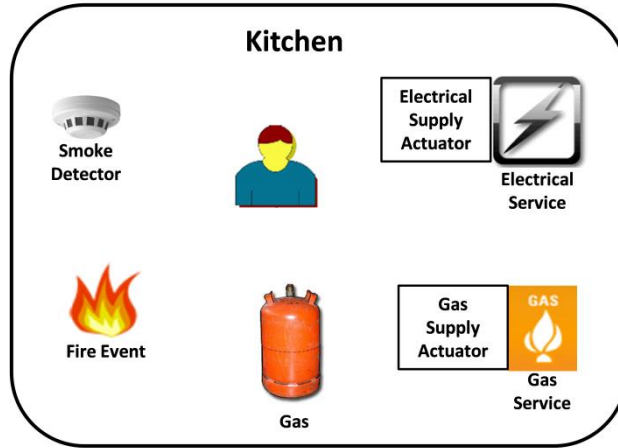 Kitchen
Smoke
Detector
Electrical
Supply
Actuator
Electrical
Service
Fire Event
Gas
Gas
Supply
Actuator
GAS
Gas
Service